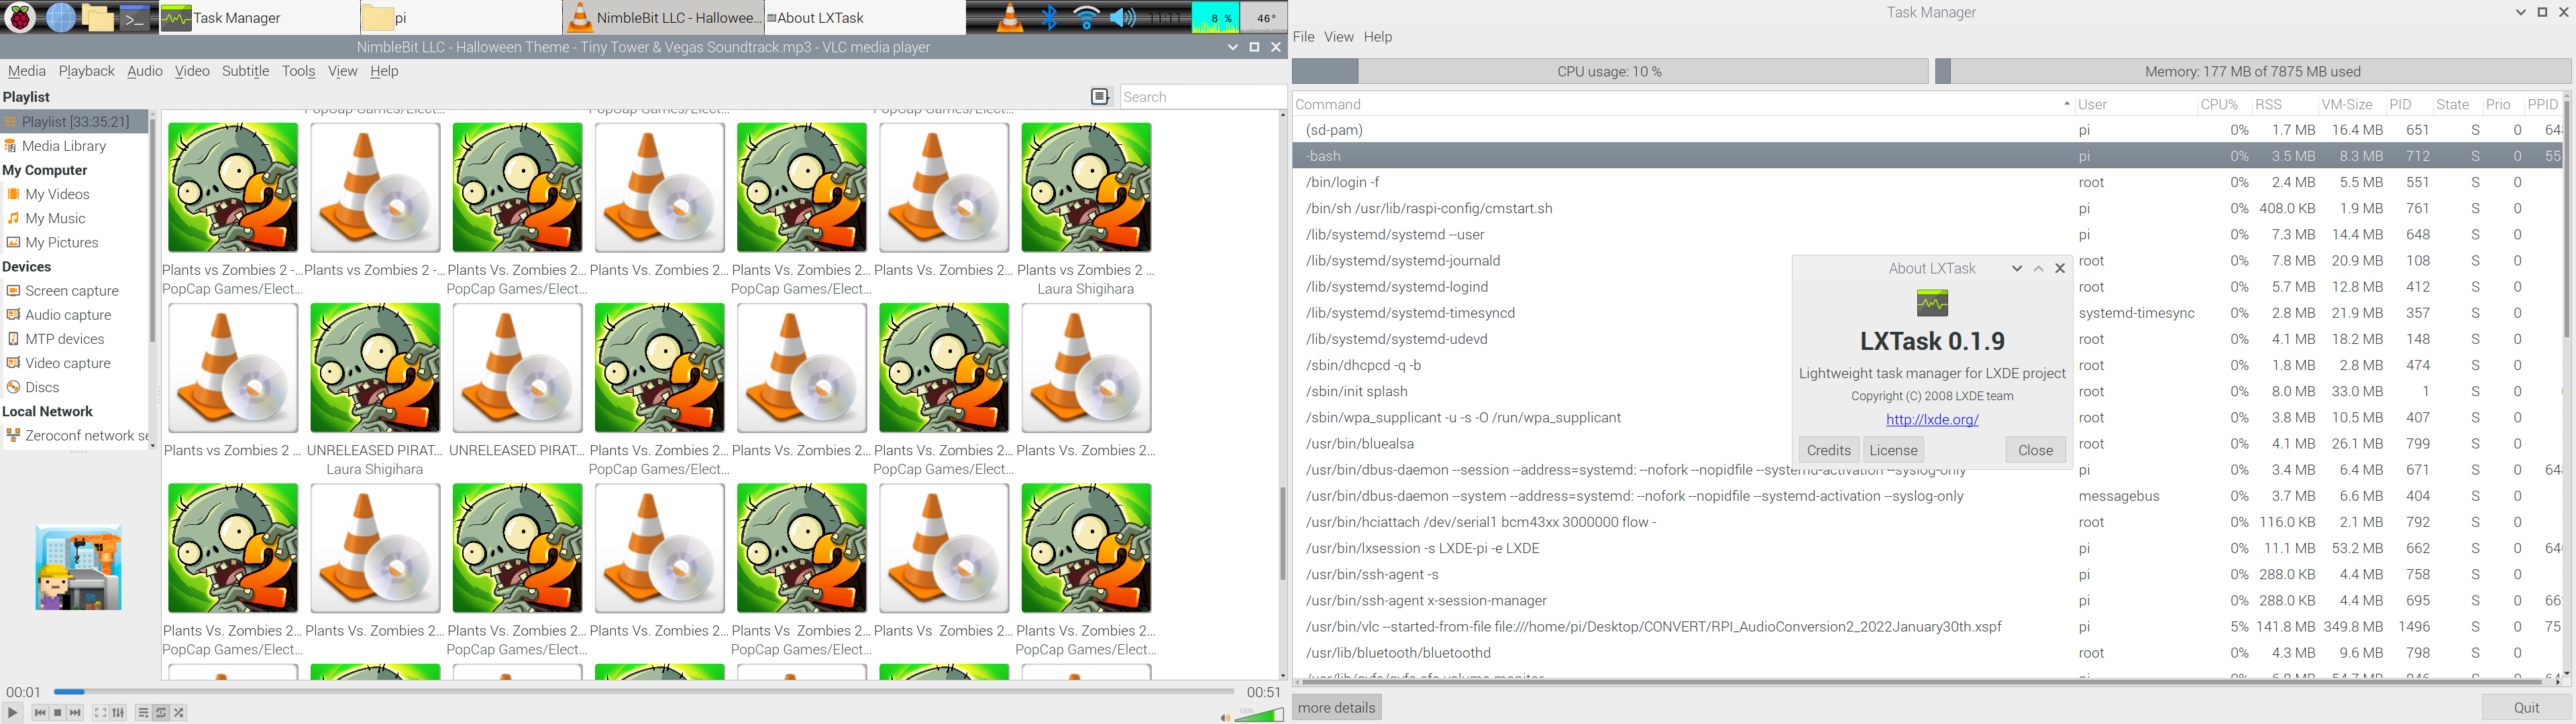 Task Manager
pi
NimbleBit LLC - Hallowee...
About LXTask
11:11
8 %
46°
NimbleBit LLC - Halloween Theme - Tiny Tower & Vegas Soundtrack.mp3 - VLC media player
Media Playback Audio Video Subtitle Tools View Help
Playlist
Search
Playlist [33:35:21]
Media Library
My Computer
My Videos
My Music
My Pictures
Devices
Screen capture
Audio capture
MTP devices
Video capture
Discs
Local Network
Zeroconf network se
PopCap Games/Elect... PopCap Games/Elect... PopCap Games/Elect...
Plants vs Zombies 2 -... Plants vs Zombies 2 -... Plants Vs. Zombies 2... Plants Vs. Zombies 2... Plants Vs. Zombies 2... Plants Vs. Zombies 2... Plants vs Zombies 2 ...
PopCap Games/Elect... PopCap Games/Elect... PopCap Games/Elect... Laura Shigihara
Plants vs Zombies 2 ... UNRELEASED PIRAT... UNRELEASED PIRAT... Plants Vs. Zombies 2... Plants Vs. Zombies 2... Plants Vs. Zombies 2... Plants Vs. Zombies 2...
Laura Shigihara PopCap Games/Elect... PopCap Games/Elect...
Plants Vs. Zombies 2... Plants Vs. Zombies 2... Plants Vs. Zombies 2... Plants Vs. Zombies 2... Plants Vs Zombies 2... Plants Vs Zombies 2... Plants Vs. Zombies 2...
PopCap Games/Elect... PopCap Games/Elect... PopCap Games/Elect... PopCap Games/Elect...
00:01
00:51
100%
Task Manager
File View Help
CPU usage: 10 %
Memory: 177 MB of 7875 MB used
Command User CPU% RSS VM-Size PID State Prio PPID
(sd-pam) pi 0% 1.7 MB 16.4 MB 651 S 0 64
-bash pi 0% 3.5 MB 8.3 MB 712 S 0 55
/bin/login -f root 0% 2.4 MB 5.5 MB 551 S 0
/bin/sh /usr/lib/raspi-config/cmstart.sh pi 0% 408.0 KB 1.9 MB 761 S 0
/lib/systemd/systemd --user pi 0% 7.3 MB 14.4 MB 648 S 0
/lib/systemd/systemd-journald root 0% 7.8 MB 20.9 MB 108 S 0
/lib/systemd/systemd-logind root 0% 5.7 MB 12.8 MB 412 S 0
/lib/systemd/systemd-timesyncd systemd-timesync 0% 2.8 MB 21.9 MB 357 S 0
/lib/systemd/systemd-udevd root 0% 4.1 MB 18.2 MB 148 S 0
/sbin/dhcpcd -q -b root 0% 1.8 MB 2.8 MB 474 S 0
/sbin/init splash root 0% 8.0 MB 33.0 MB 1 S 0
/sbin/wpa_supplicant -u -s -O /run/wpa_supplicant root 0% 3.8 MB 10.5 MB 407 S 0
/usr/bin/bluealsa root 0% 4.1 MB 26.1 MB 799 S 0
/usr/bin/dbus-daemon --session --address=systemd: --nofork --nopidfile --systemd-activation --syslog-only pi 0% 3.4 MB 6.4 MB 671 S 0 64
/usr/bin/dbus-daemon --system --address=systemd: --nofork --nopidfile --systemd-activation --syslog-only messagebus 0% 3.7 MB 6.6 MB 404 S 0
/usr/bin/hciattach /dev/serial1 bcm43xx 3000000 flow - root 0% 116.0 KB 2.1 MB 792 S 0
/usr/bin/lxsession -s LXDE-pi -e LXDE pi 0% 11.1 MB 53.2 MB 662 S 0 64
/usr/bin/ssh-agent -s pi 0% 288.0 KB 4.4 MB 758 S 0
/usr/bin/ssh-agent x-session-manager pi 0% 288.0 KB 4.4 MB 695 S 0 66
/usr/bin/vlc --started-from-file file:///home/pi/Desktop/CONVERT/RPI_AudioConversion2_2022January30th.xspf pi 5% 141.8 MB 349.8 MB 1496 S 0 75
/usr/lib/bluetooth/bluetoothd root 0% 4.3 MB 9.6 MB 798 S 0
About LXTask
LXTask 0.1.9
Lightweight task manager for LXDE project
Copyright (C) 2008 LXDE team
http://lxde.org/
Credits License Close
more details
Quit